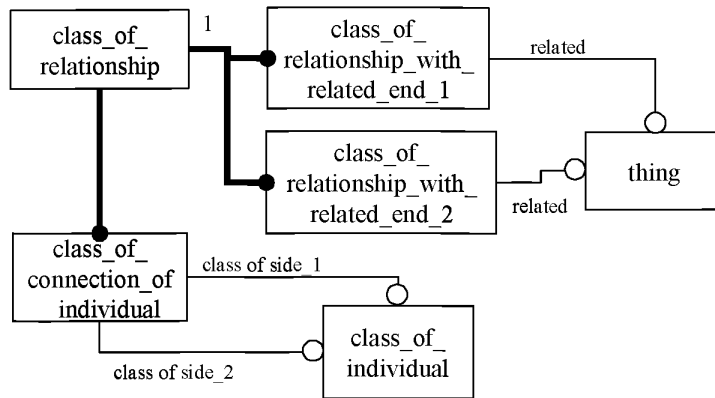 class_of_
relationship
1
class_of_
relationship_with_
related_end_1
related
class_of_
relationship_with_
related_end_2
related
thing
class_of_
connection_of
individual
class of side_1
class of side_2
class_of_
individual